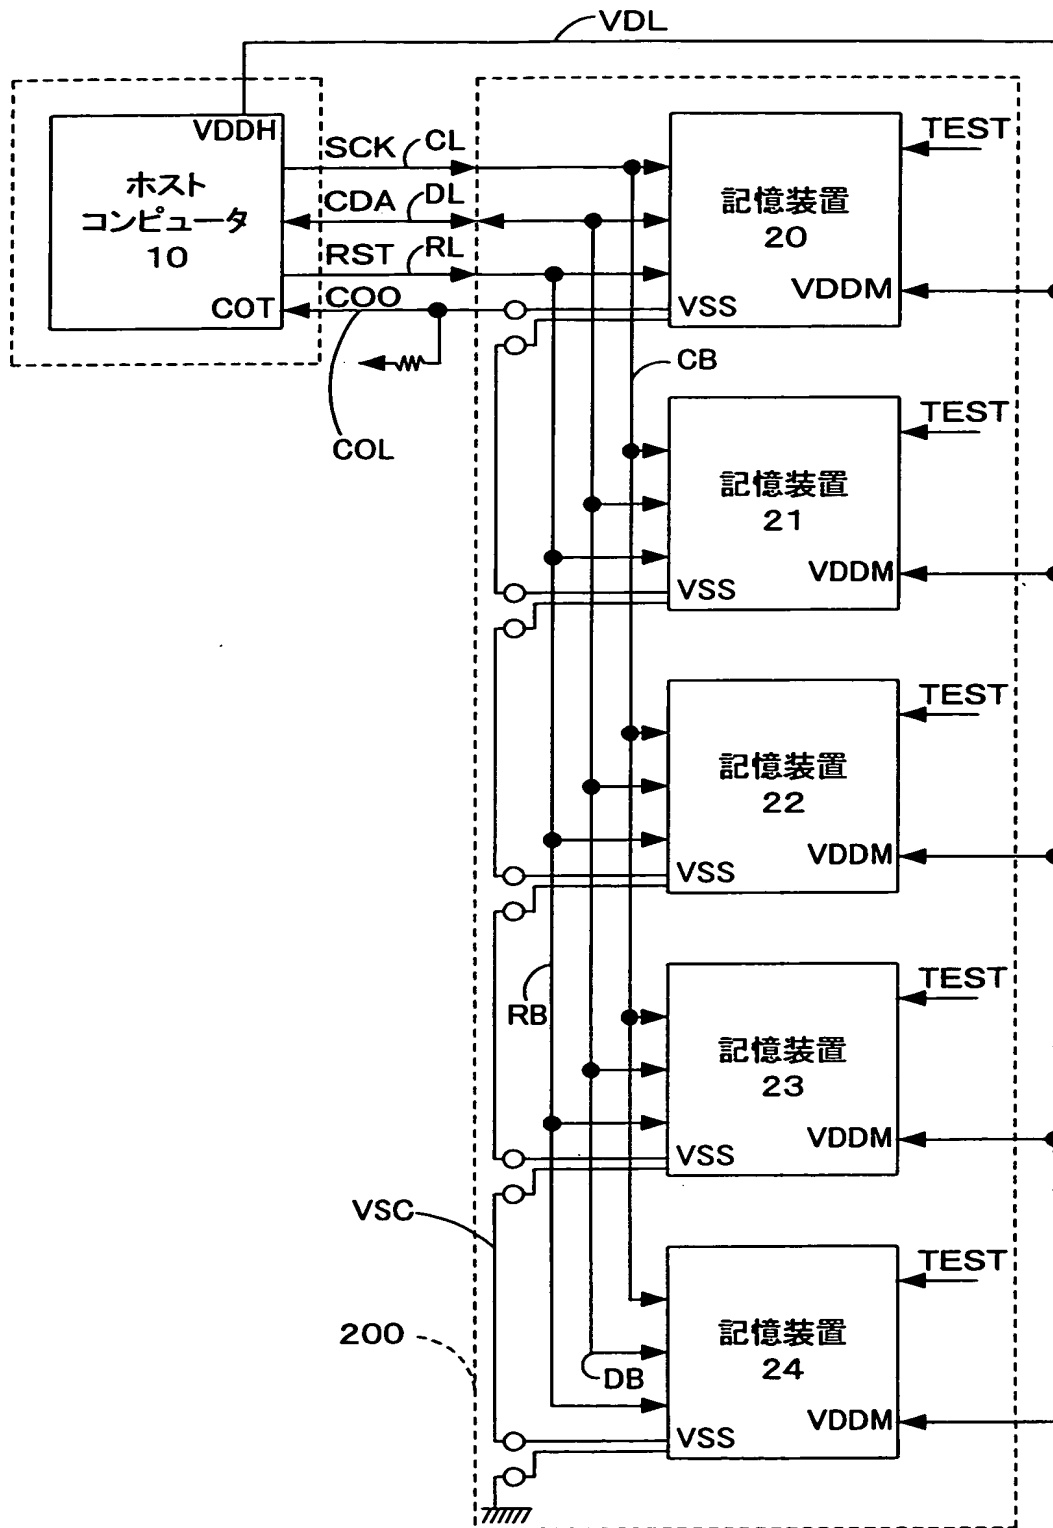 VDL
VDDH
ホスト
コンピュータ
10
COT
SCK
CL
CDA
DL
RST
RL
COO
COL
TEST
記憶装置
20
VDDM
VSS
CB
TEST
記憶装置
21
VDDM
VSS
TEST
記憶装置
22
VDDM
VSS
RB
TEST
記憶装置
23
VDDM
VSS
VSC
TEST
200
記憶装置
24
DB
VDDM
VSS